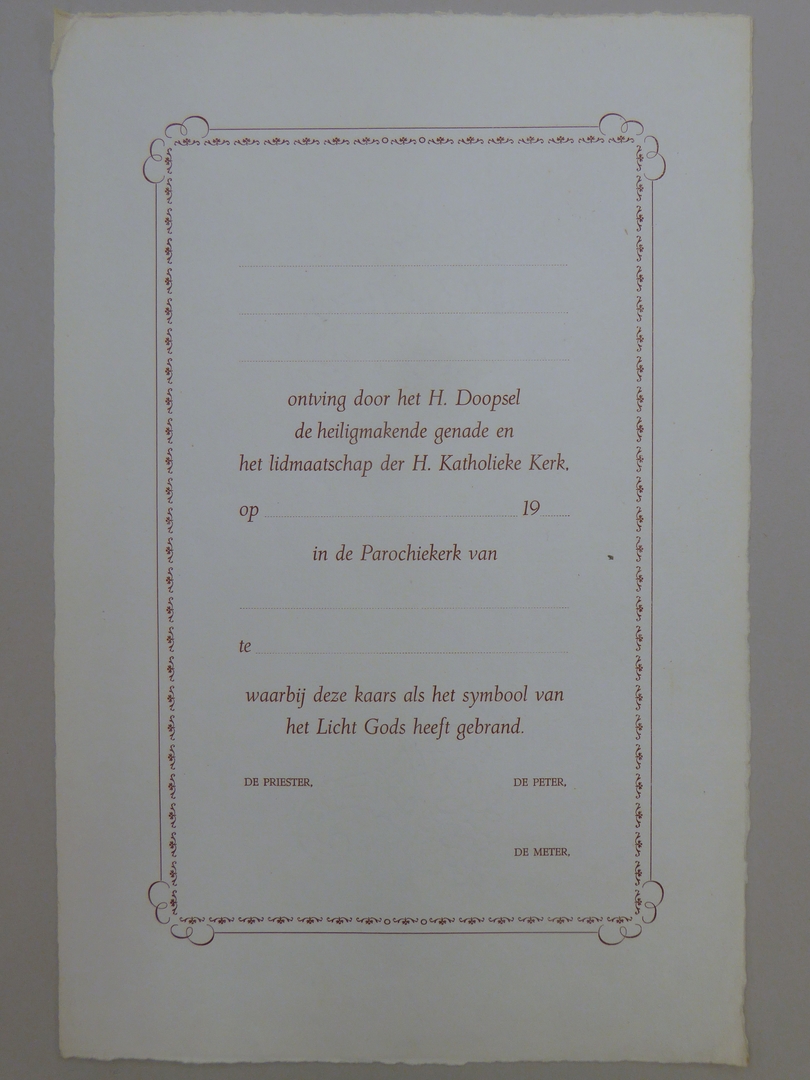 ontving door het H. Doopsel
de heiligmakende genade en
het lidmaatschap der H. Katholieke Kerk,
op 19
in de Parochiekerk van
te
waarbij deze kaars als het symbool van
het Licht Gods heeft gebrand.
DE PRIESTER, DE PETER,
DE METER,